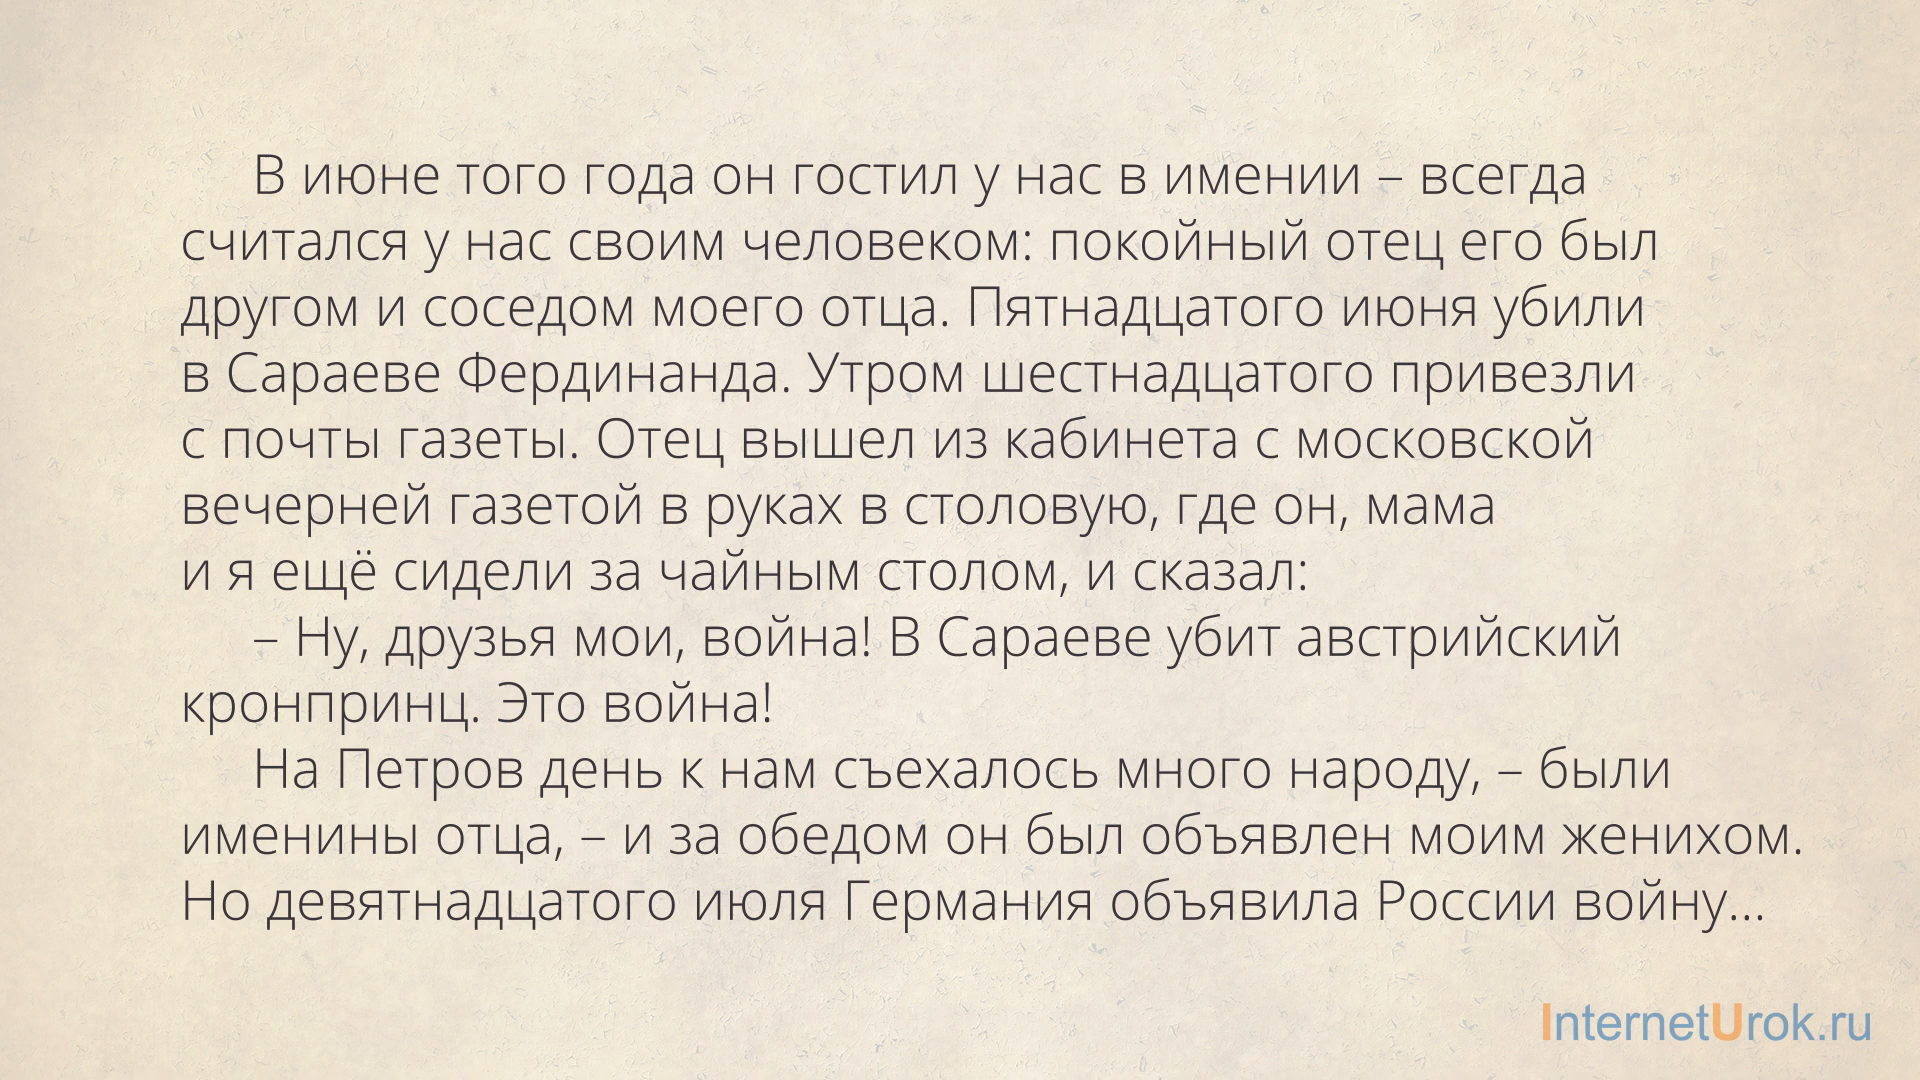 В июне того года он гостил у нас в имении – всегда
считался у нас своим человеком: покойный отец его был
другом и соседом моего отца. Пятнадцатого июня убили
в Сараеве Фердинанда. Утром шестнадцатого привезли
с почты газеты. Отец вышел из кабинета с московской
вечерней газетой в руках в столовую, где он, мама
и я ещё сидели за чайным столом, и сказал:
– Ну, друзья мои, война! В Сараеве убит австрийский
кронпринц. Это война!
На Петров день к нам съехалось много народу, – были
именины отца, – и за обедом он был объявлен моим женихом.
Но девятнадцатого июля Германия объявила России войну...
InternetUrok.ru